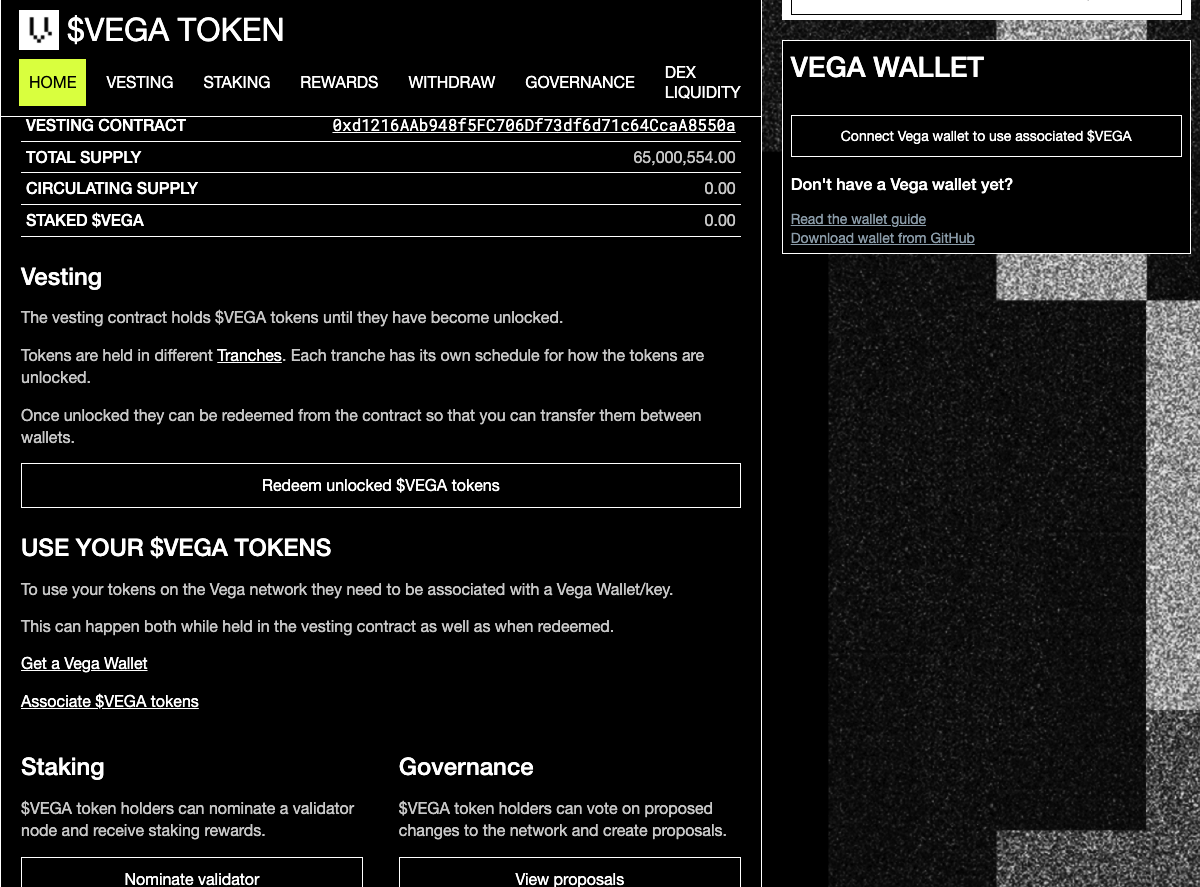 $VEGA TOKEN
HOME VESTING STAKING REWARDS WITHDRAW GOVERNANCE DEX LIQUIDITY
VESTING CONTRACT 0xd1216AAb948f5FC706Df73df6d71c64CcaA8550a
TOTAL SUPPLY 65,000,554.00
CIRCULATING SUPPLY 0.00
STAKED $VEGA 0.00
Vesting
The vesting contract holds $VEGA tokens until they have become unlocked.
Tokens are held in different Tranches. Each tranche has its own schedule for how the tokens are
unlocked.
Once unlocked they can be redeemed from the contract so that you can transfer them between
wallets.
Redeem unlocked $VEGA tokens
USE YOUR $VEGA TOKENS
To use your tokens on the Vega network they need to be associated with a Vega Wallet/key.
This can happen both while held in the vesting contract as well as when redeemed.
Get a Vega Wallet
Associate $VEGA tokens
Staking
$VEGA token holders can nominate a validator
node and receive staking rewards.
Nominate validator
Governance
$VEGA token holders can vote on proposed
changes to the network and create proposals.
View proposals
VEGA WALLET
Connect Vega wallet to use associated $VEGA
Don't have a Vega wallet yet?
Read the wallet guide
Download wallet from GitHub